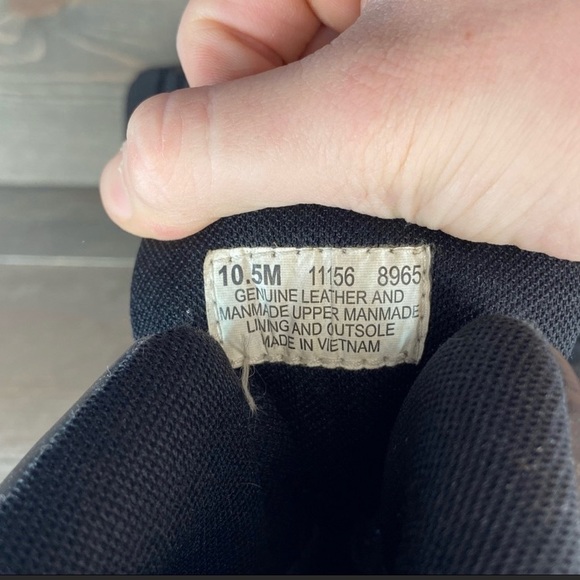 10.5M 11156 8965
GENUINE LEATHER AND
MANMADE UPPER MANMADE
LINING AND OUTSOLE
MADE IN VIETNAM